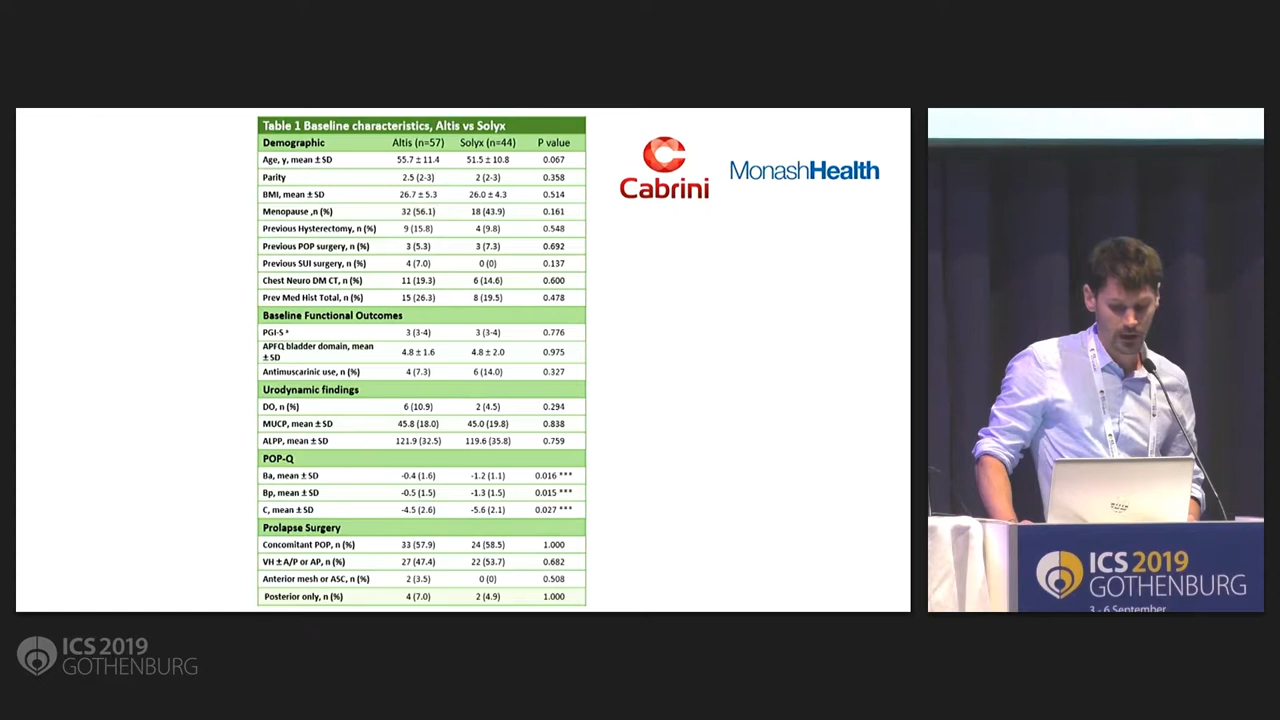 Table 1 Baseline characteristics, Altis vs Solyx
Demographic Altis (n=57) Solyx (n=44) P value
Age, y, mean ± SD 55.7 ± 11.4 51.5 ± 10.8 0.067
Parity 2.5 (2-3) 2 (2-3) 0.358
BMI, mean ± SD 26.7 ± 5.3 26.0 ± 4.3 0.514
Menopause ,n (%) 32 (56.1) 18 (43.9) 0.161
Previous Hysterectomy, n (%) 9 (15.8) 4 (9.8) 0.548
Previous POP surgery, n (%) 3 (5.3) 3 (7.3) 0.692
Previous SUI surgery, n (%) 4 (7.0) 0 (0) 0.137
Chest Neuro DM CT, n (%) 11 (19.3) 6 (14.6) 0.600
Prev Med Hist Total, n (%) 15 (26.3) 8 (19.5) 0.478
Baseline Functional Outcomes
PGI-S ª 3 (3-4) 3 (3-4) 0.776
APFQ bladder domain, mean
± SD 4.8 ± 1.6 4.8 ± 2.0 0.975
Antimuscarinic use, n (%) 4 (7.3) 6 (14.0) 0.327
Urodynamic findings
DO, n (%) 6 (10.9) 2 (4.5) 0.294
MUCP, mean ± SD 45.8 (18.0) 45.0 (19.8) 0.838
ALPP, mean ± SD 121.9 (32.5) 119.6 (35.8) 0.759
POP-Q
Ba, mean ± SD -0.4 (1.6) -1.2 (1.1) 0.016 ***
Bp, mean ± SD -0.5 (1.5) -1.3 (1.5) 0.015 ***
C, mean ± SD -4.5 (2.6) -5.6 (2.1) 0.027 ***
Prolapse Surgery
Concomitant POP, n (%) 33 (57.9) 24 (58.5) 1.000
VH ± A/P or AP, n (%) 27 (47.4) 22 (53.7) 0.682
Anterior mesh or ASC, n (%) 2 (3.5) 0 (0) 0.508
Posterior only, n (%) 4 (7.0) 2 (4.9) 1.000
Cabrini
MonashHealth
ICS 2019
GOTHENBURG
3 - 6 September
ICS 2019
GOTHENBURG